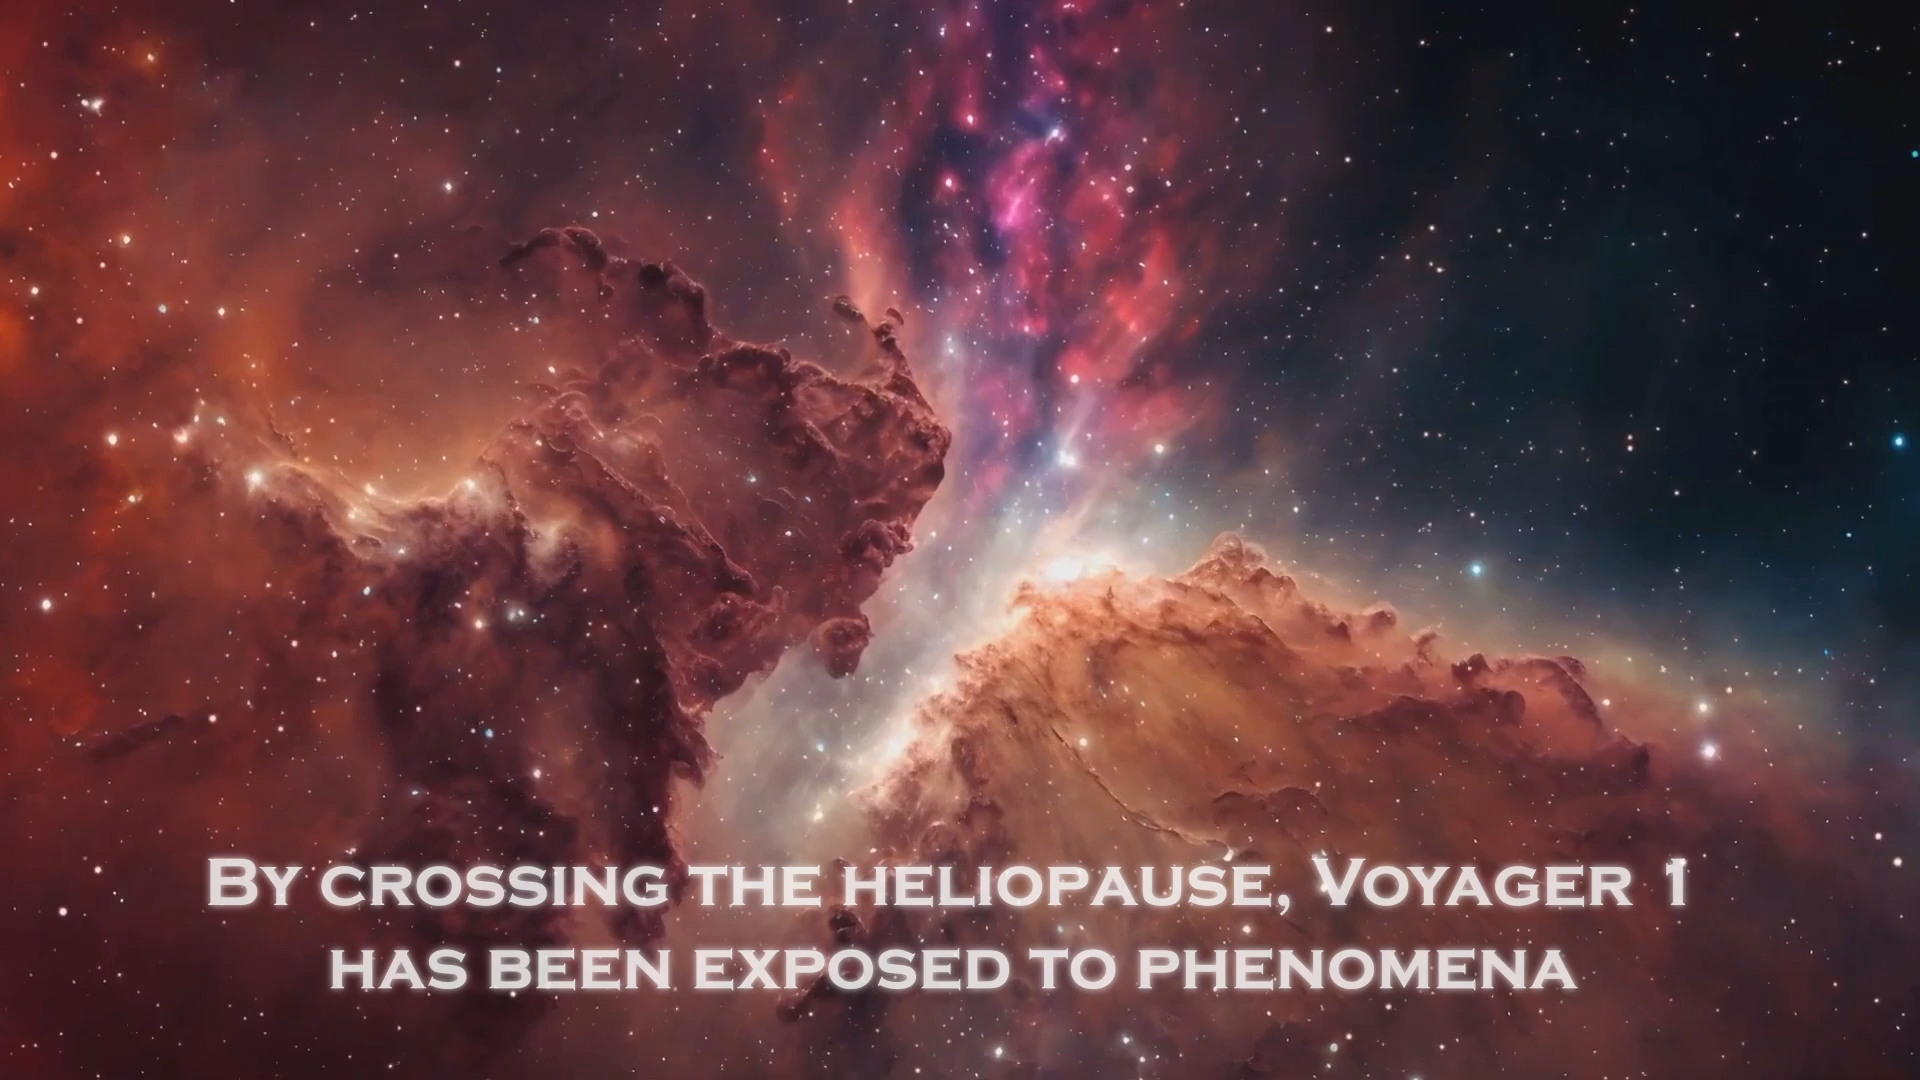 By crossing the heliopause, Voyager 1
has been exposed to phenomena